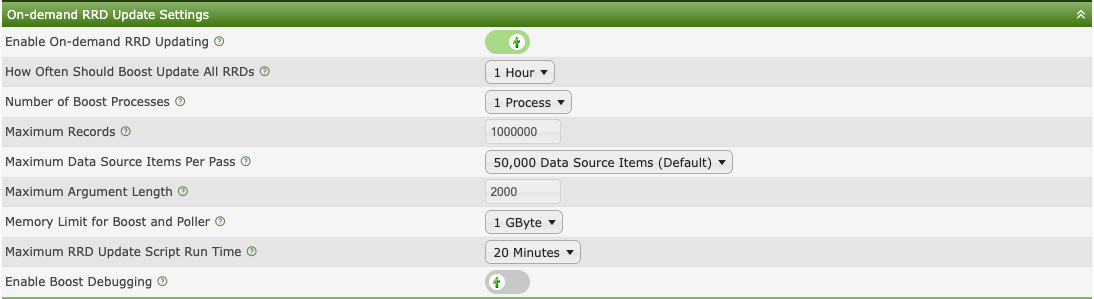 On-demand RRD Update Settings
Enable On-demand RRD Updating
How Often Should Boost Update All RRDs 1 Hour
Number of Boost Processes 1 Process
Maximum Records 1000000
Maximum Data Source Items Per Pass 50,000 Data Source Items (Default)
Maximum Argument Length 2000
Memory Limit for Boost and Poller 1 GByte
Maximum RRD Update Script Run Time 20 Minutes
Enable Boost Debugging